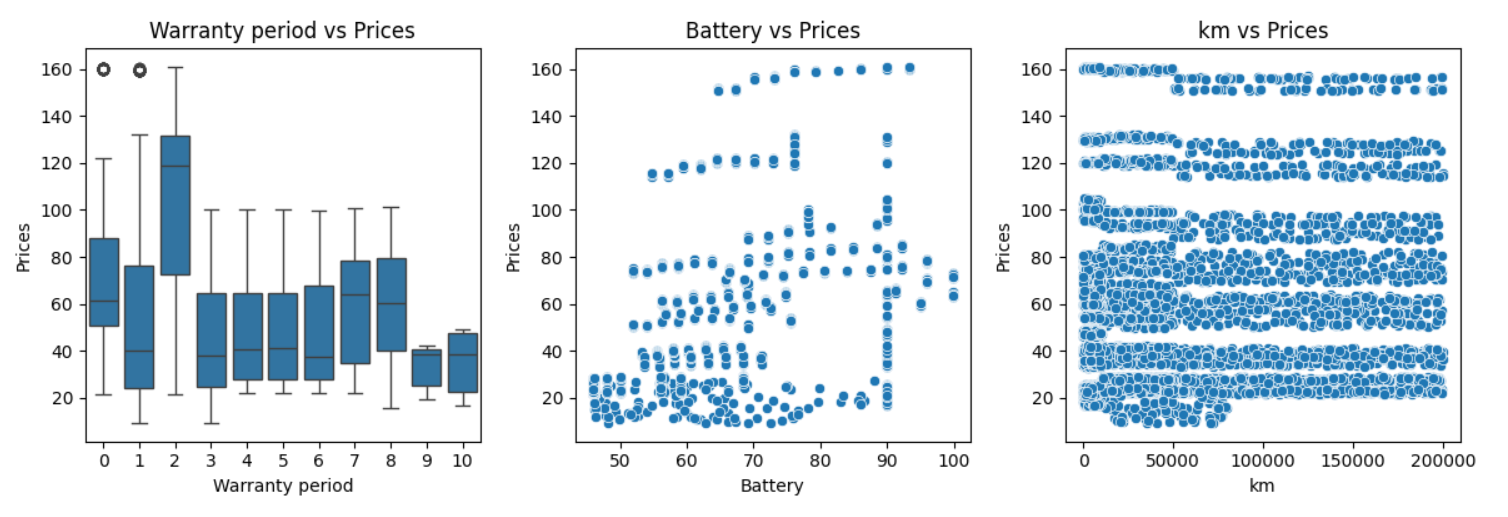 Warranty period vs Prices
Prices
160
140
120
100
80
60
40
20
0 1 2 3 4 5 6 7 8 9 10
Warranty period
Battery vs Prices
Prices
160
140
120
100
80
60
40
20
50 60 70 80 90 100
Battery
km vs Prices
Prices
160
140
120
100
80
60
40
20
0 50000 100000 150000 200000
km